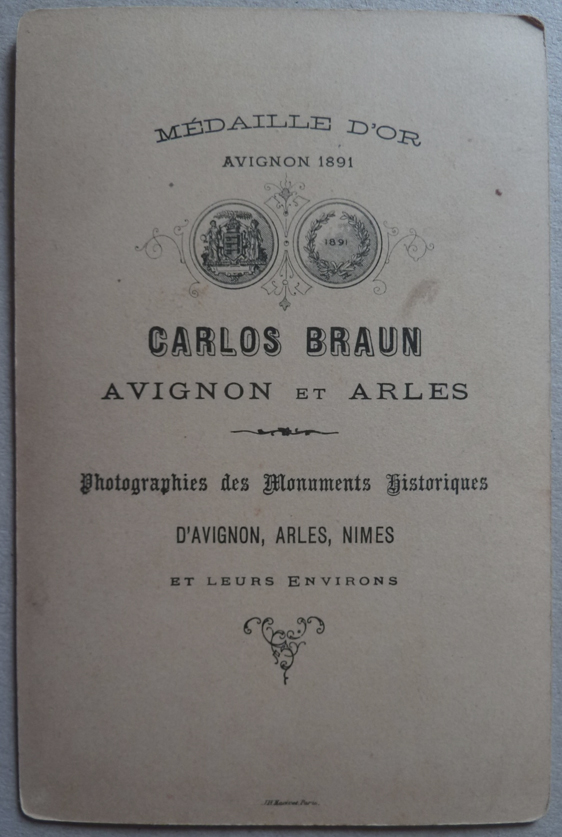 MÉDAILLE D'OR
AVIGNON 1891
1891
CARLOS BRAUN
AVIGNON ET ARLES
Photographies des Monuments Historiques
D'AVIGNON, ARLES, NIMES
ET LEURS ENVIRONS
Paris.